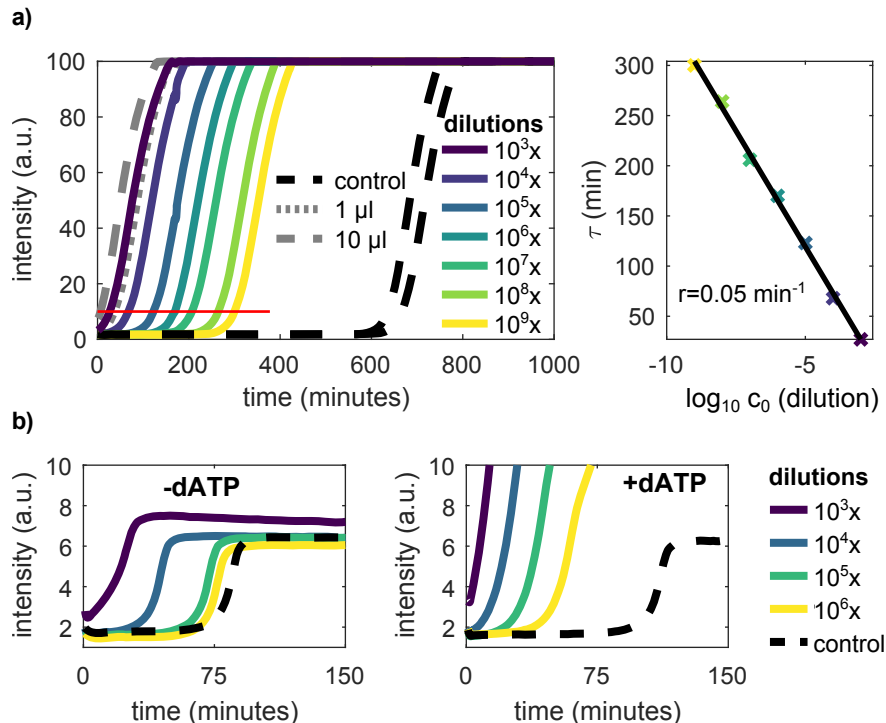 a)
100
80
60
40
20
0
intensity (a.u.)
0
200
400
600
800
1000
time (minutes)
control
1 µl
10 µl
dilutions
10³x
10⁴x
10⁵x
10⁶x
10⁷x
10⁸x
10⁹x
300
250
200
150
100
50
τ (min)
r=0.05 min⁻¹
-10
-5
log₁₀ c₀ (dilution)
b)
10
8
6
4
2
intensity (a.u.)
-dATP
0
75
150
time (minutes)
10
8
6
4
2
intensity (a.u.)
+dATP
0
75
150
time (minutes)
dilutions
10³x
10⁴x
10⁵x
10⁶x
control